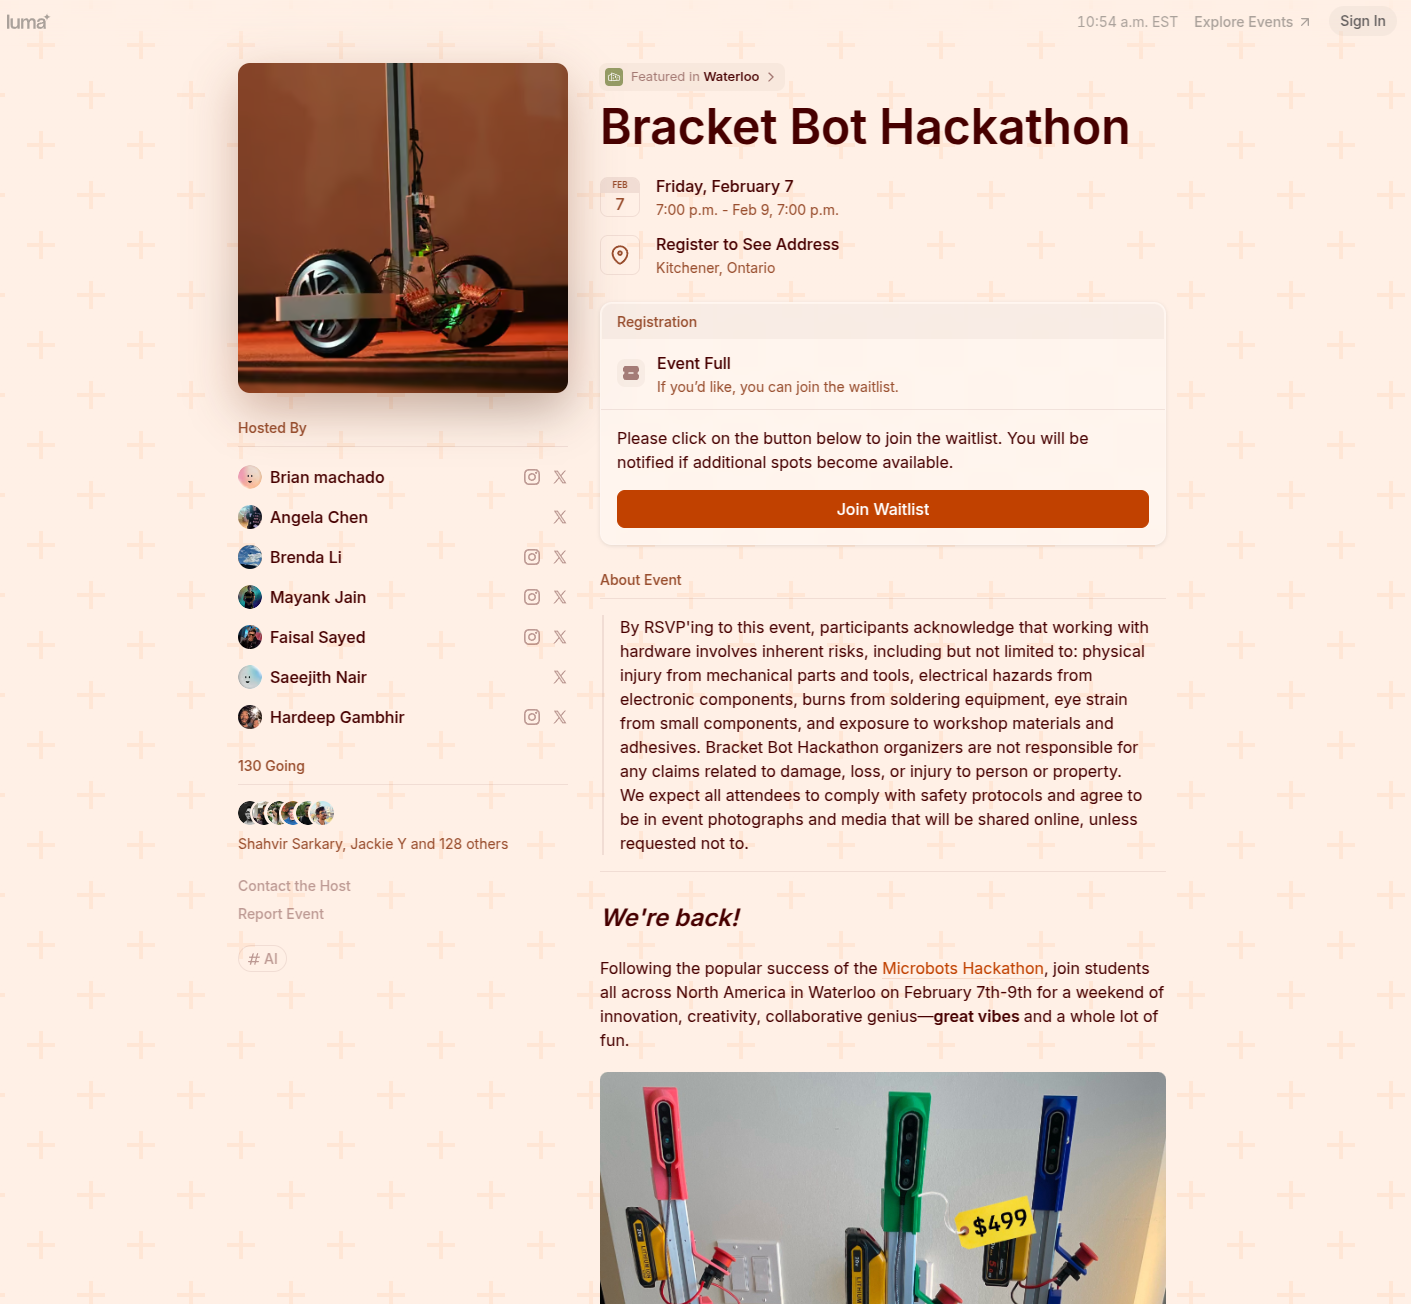 luma
10:54 a.m. EST
Explore Events
Sign In
Featured in Waterloo
Bracket Bot Hackathon
FEB
7
Friday, February 7
7:00 p.m. - Feb 9, 7:00 p.m.
Register to See Address
Kitchener, Ontario
Registration
Event Full
If you’d like, you can join the waitlist.
Please click on the button below to join the waitlist. You will be
notified if additional spots become available.
Join Waitlist
Hosted By
Brian machado
Angela Chen
Brenda Li
Mayank Jain
Faisal Sayed
Saeejith Nair
Hardeep Gambhir
130 Going
Shahvir Sarkary, Jackie Y and 128 others
Contact the Host
Report Event
# AI
About Event
By RSVP'ing to this event, participants acknowledge that working with
hardware involves inherent risks, including but not limited to: physical
injury from mechanical parts and tools, electrical hazards from
electronic components, burns from soldering equipment, eye strain
from small components, and exposure to workshop materials and
adhesives. Bracket Bot Hackathon organizers are not responsible for
any claims related to damage, loss, or injury to person or property.
We expect all attendees to comply with safety protocols and agree to
be in event photographs and media that will be shared online, unless
requested not to.
We're back!
Following the popular success of the Microbots Hackathon, join students
all across North America in Waterloo on February 7th-9th for a weekend of
innovation, creativity, collaborative genius—great vibes and a whole lot of
fun.
$499
LITHIUM ION
LITHIUM